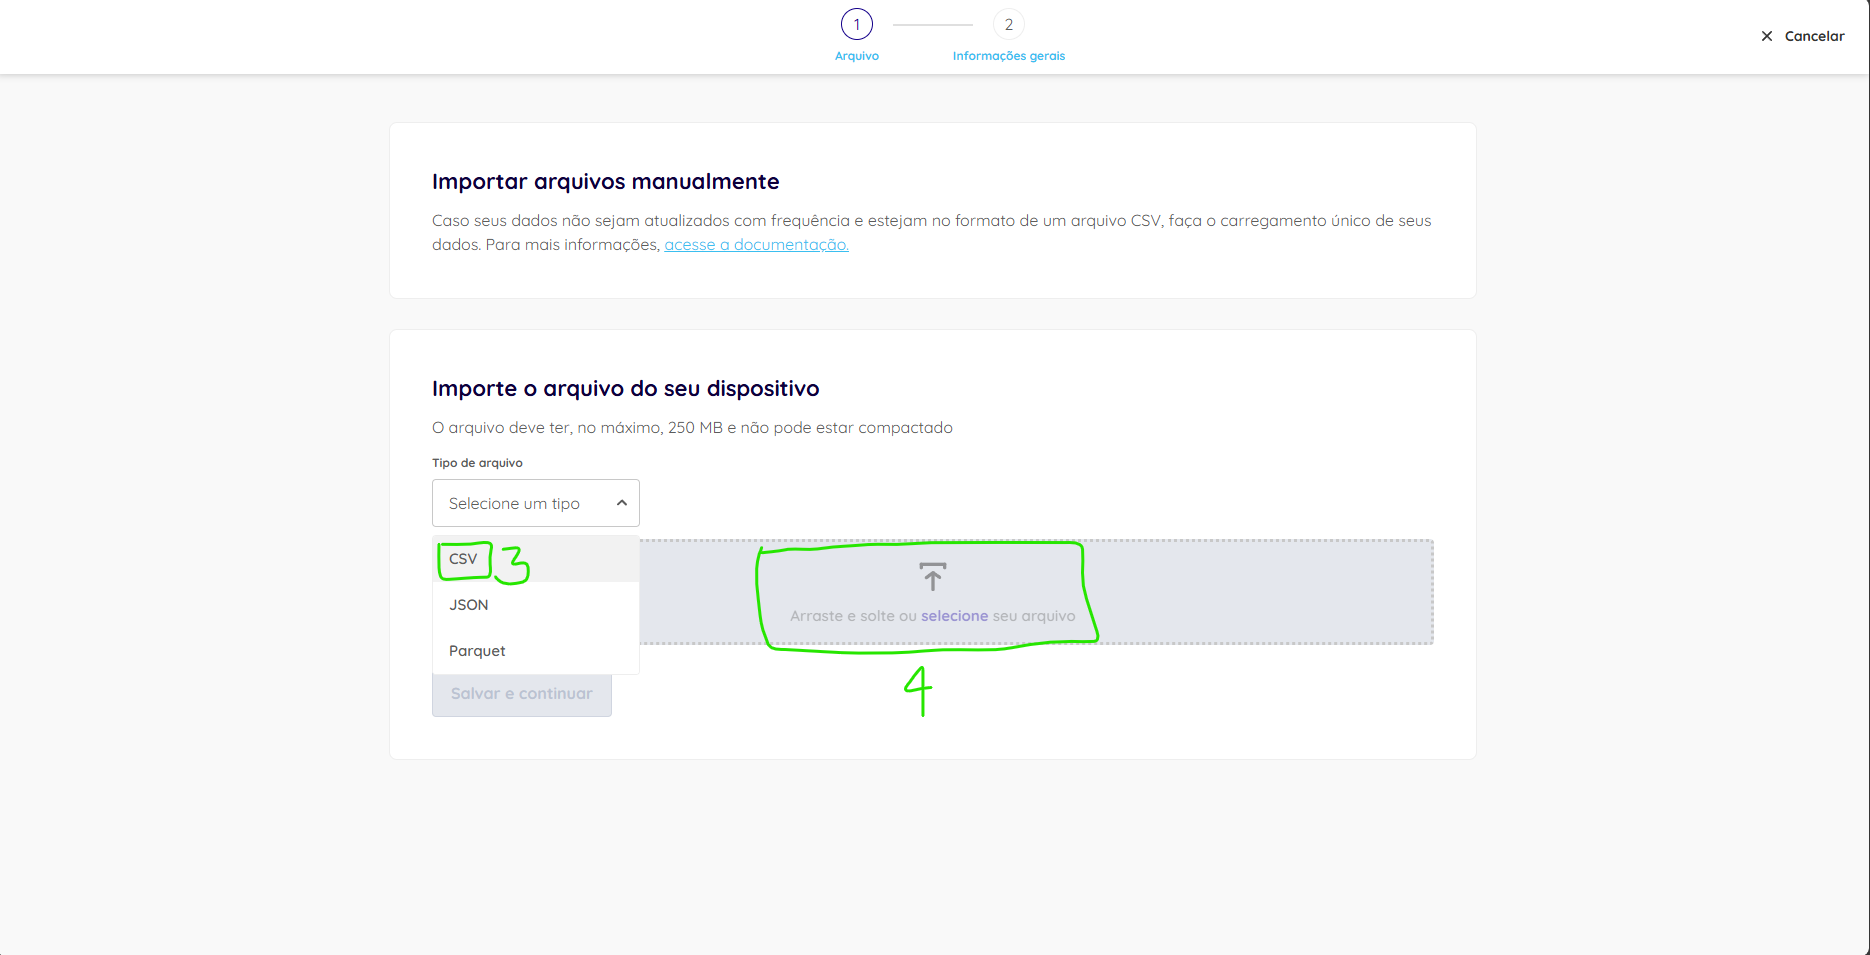 1
2
Arquivo
Informações gerais
Cancelar
Importar arquivos manualmente
Caso seus dados não sejam atualizados com frequência e estejam no formato de um arquivo CSV, faça o carregamento único de seus
dados. Para mais informações, acesse a documentação.
Importe o arquivo do seu dispositivo
O arquivo deve ter, no máximo, 250 MB e não pode estar compactado
Tipo de arquivo
Selecione um tipo
CSV 3
JSON
Parquet
Arraste e solte ou selecione seu arquivo
4
Salvar e continuar